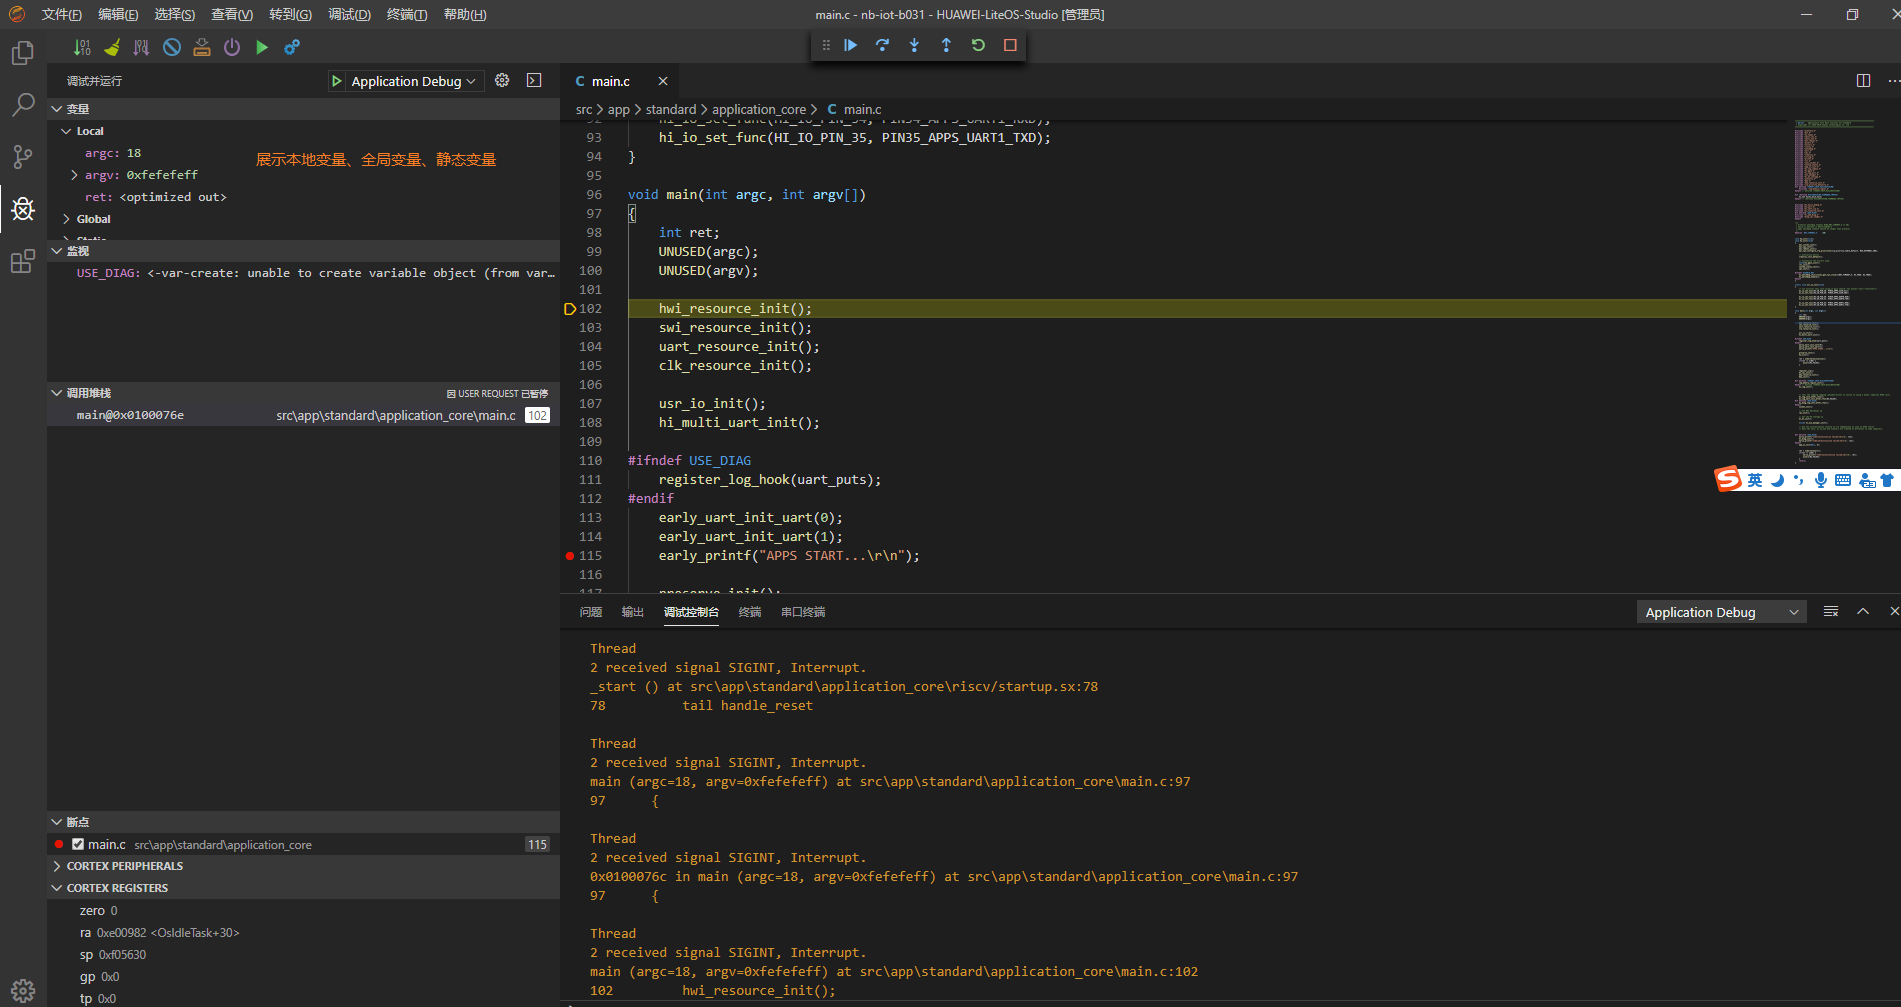 文件(F) 编辑(E) 选择(S) 查看(V) 转到(G) 调试(D) 终端(T) 帮助(H)
main.c - nb-iot-b031 - HUAWEI-LiteOS-Studio [管理员]
调试并运行
Application Debug
变量
Local
argc: 18
展示本地变量、全局变量、静态变量
argv: 0xfefefeff
ret: <optimized out>
Global
Static
监视
USE_DIAG: <-var-create: unable to create variable object (from var…
调用堆栈
因 USER REQUEST 已暂停
main@0x0100076e src\app\standard\application_core\main.c 102
断点
main.c src\app\standard\application_core 115
CORTEX PERIPHERALS
CORTEX REGISTERS
zero 0
ra 0xe00982 <OsIdleTask+30>
sp 0xf05630
gp 0x0
tp 0x0
C main.c
src > app > standard > application_core > C main.c
92 hi_io_set_func(HI_IO_PIN_34, PIN34_APPS_UART1_RXD);
93 hi_io_set_func(HI_IO_PIN_35, PIN35_APPS_UART1_TXD);
94 }
95
96 void main(int argc, int argv[])
97 {
98 int ret;
99 UNUSED(argc);
100 UNUSED(argv);
101
102 hwi_resource_init();
103 swi_resource_init();
104 uart_resource_init();
105 clk_resource_init();
106
107 usr_io_init();
108 hi_multi_uart_init();
109
110 #ifndef USE_DIAG
111 register_log_hook(uart_puts);
112 #endif
113 early_uart_init_uart(0);
114 early_uart_init_uart(1);
115 early_printf("APPS START...\r\n");
116
117 preserve_init();
英
问题 输出 调试控制台 终端 串口终端
Application Debug
Thread
2 received signal SIGINT, Interrupt.
_start () at src\app\standard\application_core\riscv/startup.sx:78
78 tail handle_reset
Thread
2 received signal SIGINT, Interrupt.
main (argc=18, argv=0xfefefeff) at src\app\standard\application_core\main.c:97
97 {
Thread
2 received signal SIGINT, Interrupt.
0x0100076c in main (argc=18, argv=0xfefefeff) at src\app\standard\application_core\main.c:97
97 {
Thread
2 received signal SIGINT, Interrupt.
main (argc=18, argv=0xfefefeff) at src\app\standard\application_core\main.c:102
102 hwi_resource_init();